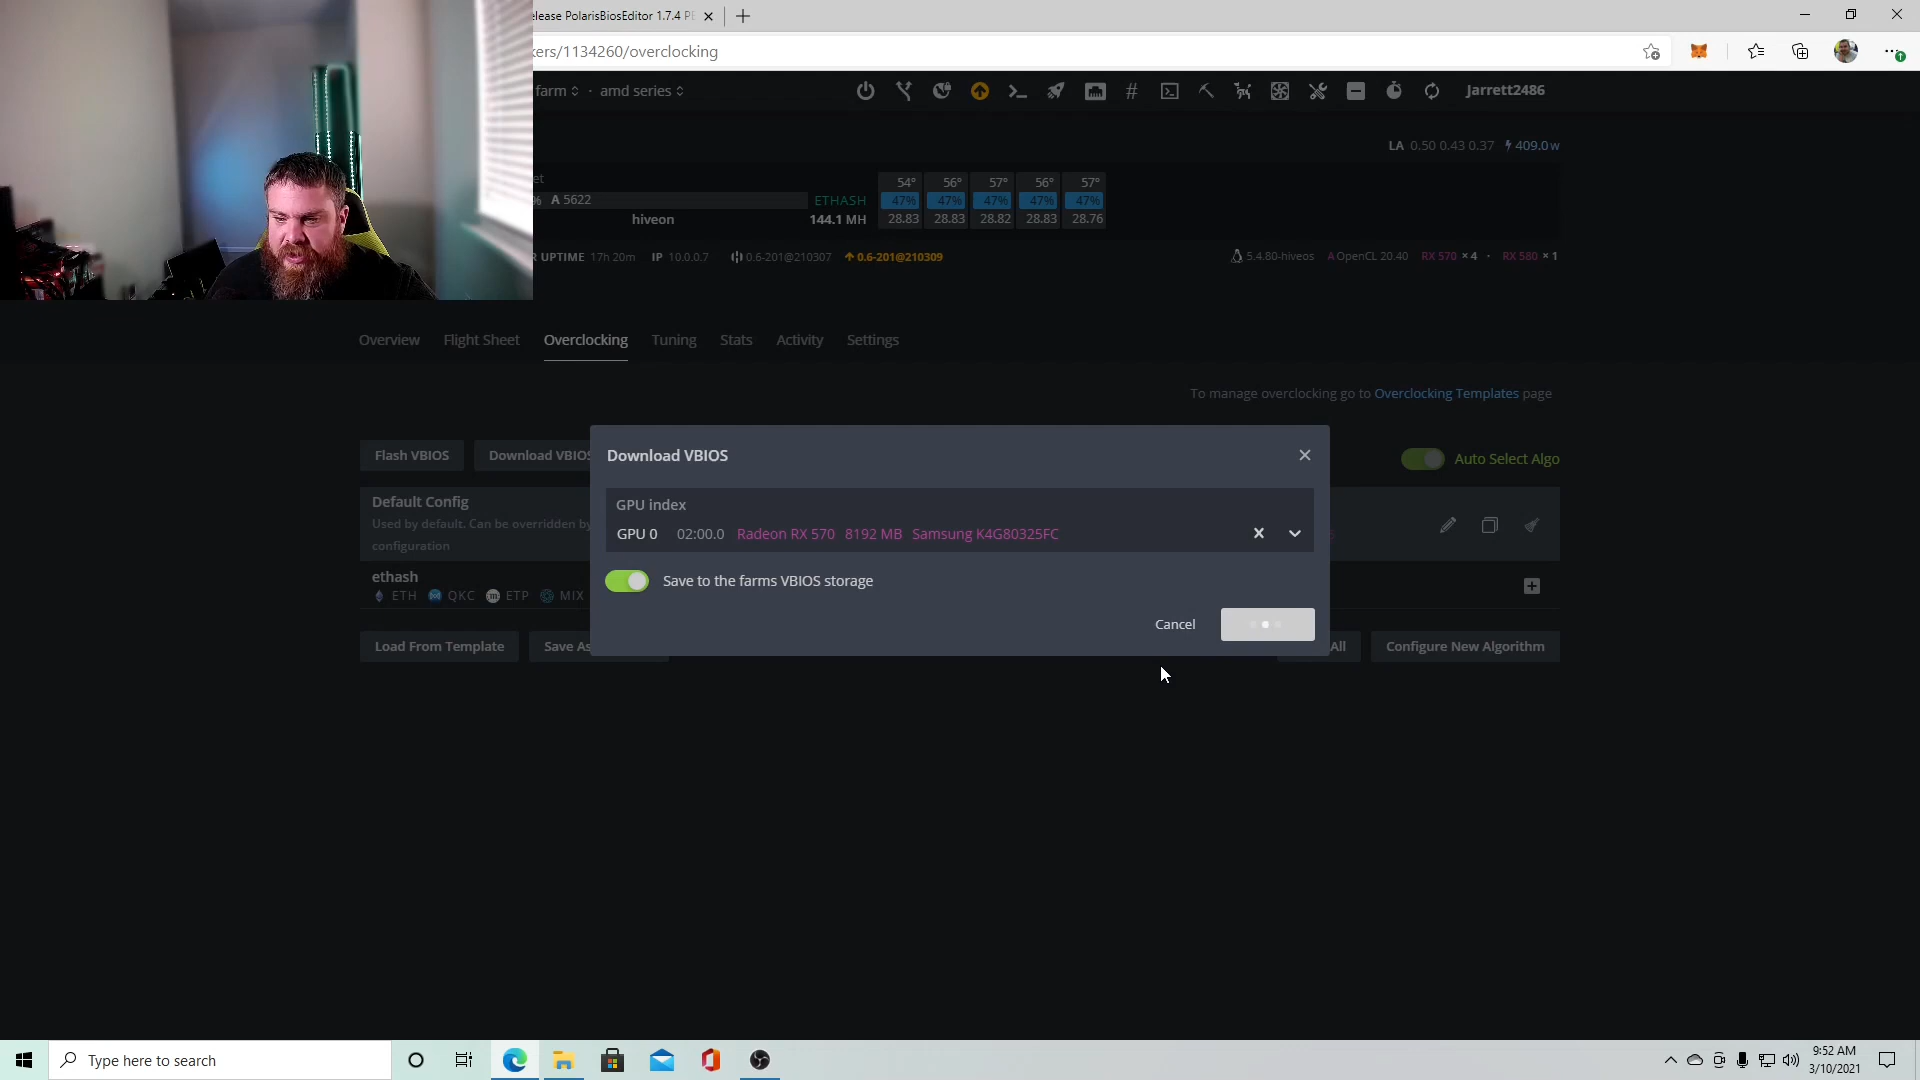 elease PolarisBiosEditor 1.7.4 PE
kers/1134260/overclocking
farm · amd series
Jarrett2486
LA 0.50 0.43 0.37 409.0 w
et
54° 56° 57° 56° 57°
% A 5622 ETHASH 47% 47% 47% 47% 47%
hiveon 144.1 MH 28.83 28.83 28.82 28.83 28.76
R UPTIME 17h 20m IP 10.0.0.7 0.6-201@210307 0.6-201@210309 5.4.80-hiveos A OpenCL 20.40 RX 570 ×4 · RX 580 ×1
Overview Flight Sheet Overclocking Tuning Stats Activity Settings
To manage overclocking go to Overclocking Templates page
Flash VBIOS Download VBIOS Auto Select Algo
Download VBIOS
Default Config
Used by default. Can be overridden by
configuration
GPU index
GPU 0 02:00.0 Radeon RX 570 8192 MB Samsung K4G80325FC
Save to the farms VBIOS storage
Cancel
ethash
ETH QKC ETP MIX
Load From Template Save As All Configure New Algorithm
Type here to search
9:52 AM
3/10/2021